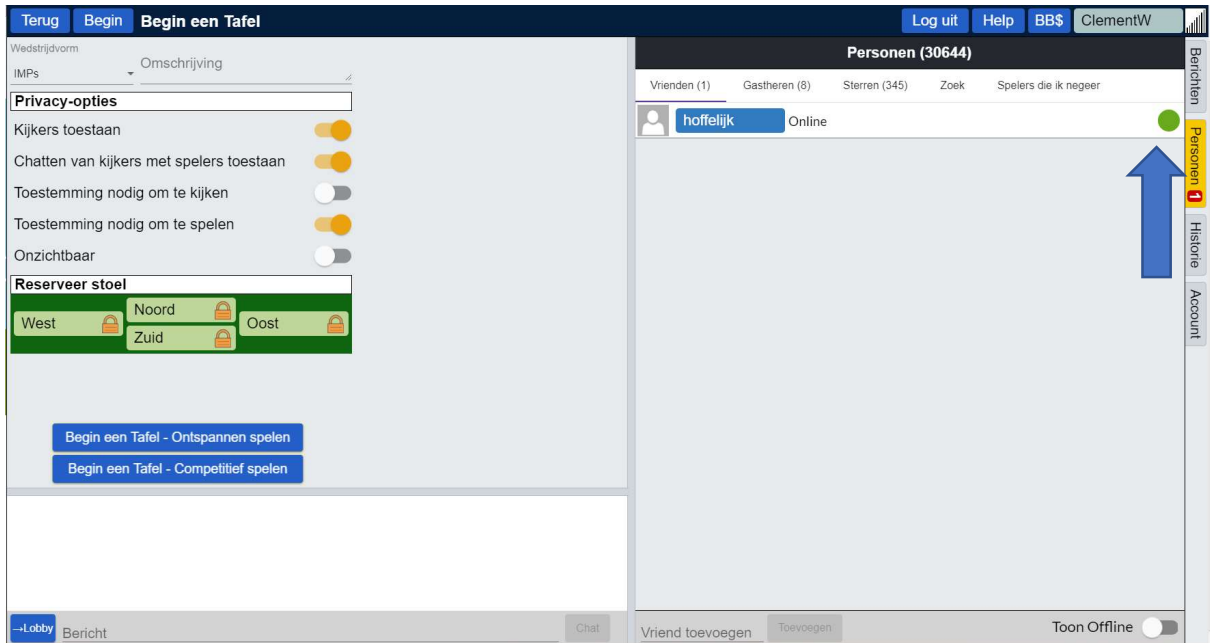 Terug Begin Begin een Tafel Log uit Help BB$ ClementW
Wedstrijdvorm
IMPs Omschrijving
Privacy-opties
Kijkers toestaan
Chatten van kijkers met spelers toestaan
Toestemming nodig om te kijken
Toestemming nodig om te spelen
Onzichtbaar
Reserveer stoel
Noord
West Oost
Zuid
Begin een Tafel - Ontspannen spelen
Begin een Tafel - Competitief spelen
→Lobby Bericht Chat
Personen (30644)
Vrienden (1) Gastheren (8) Sterren (345) Zoek Spelers die ik negeer
hoffelijk Online
Vriend toevoegen Toevoegen Toon Offline
Berichten
Personen 1
Historie
Account